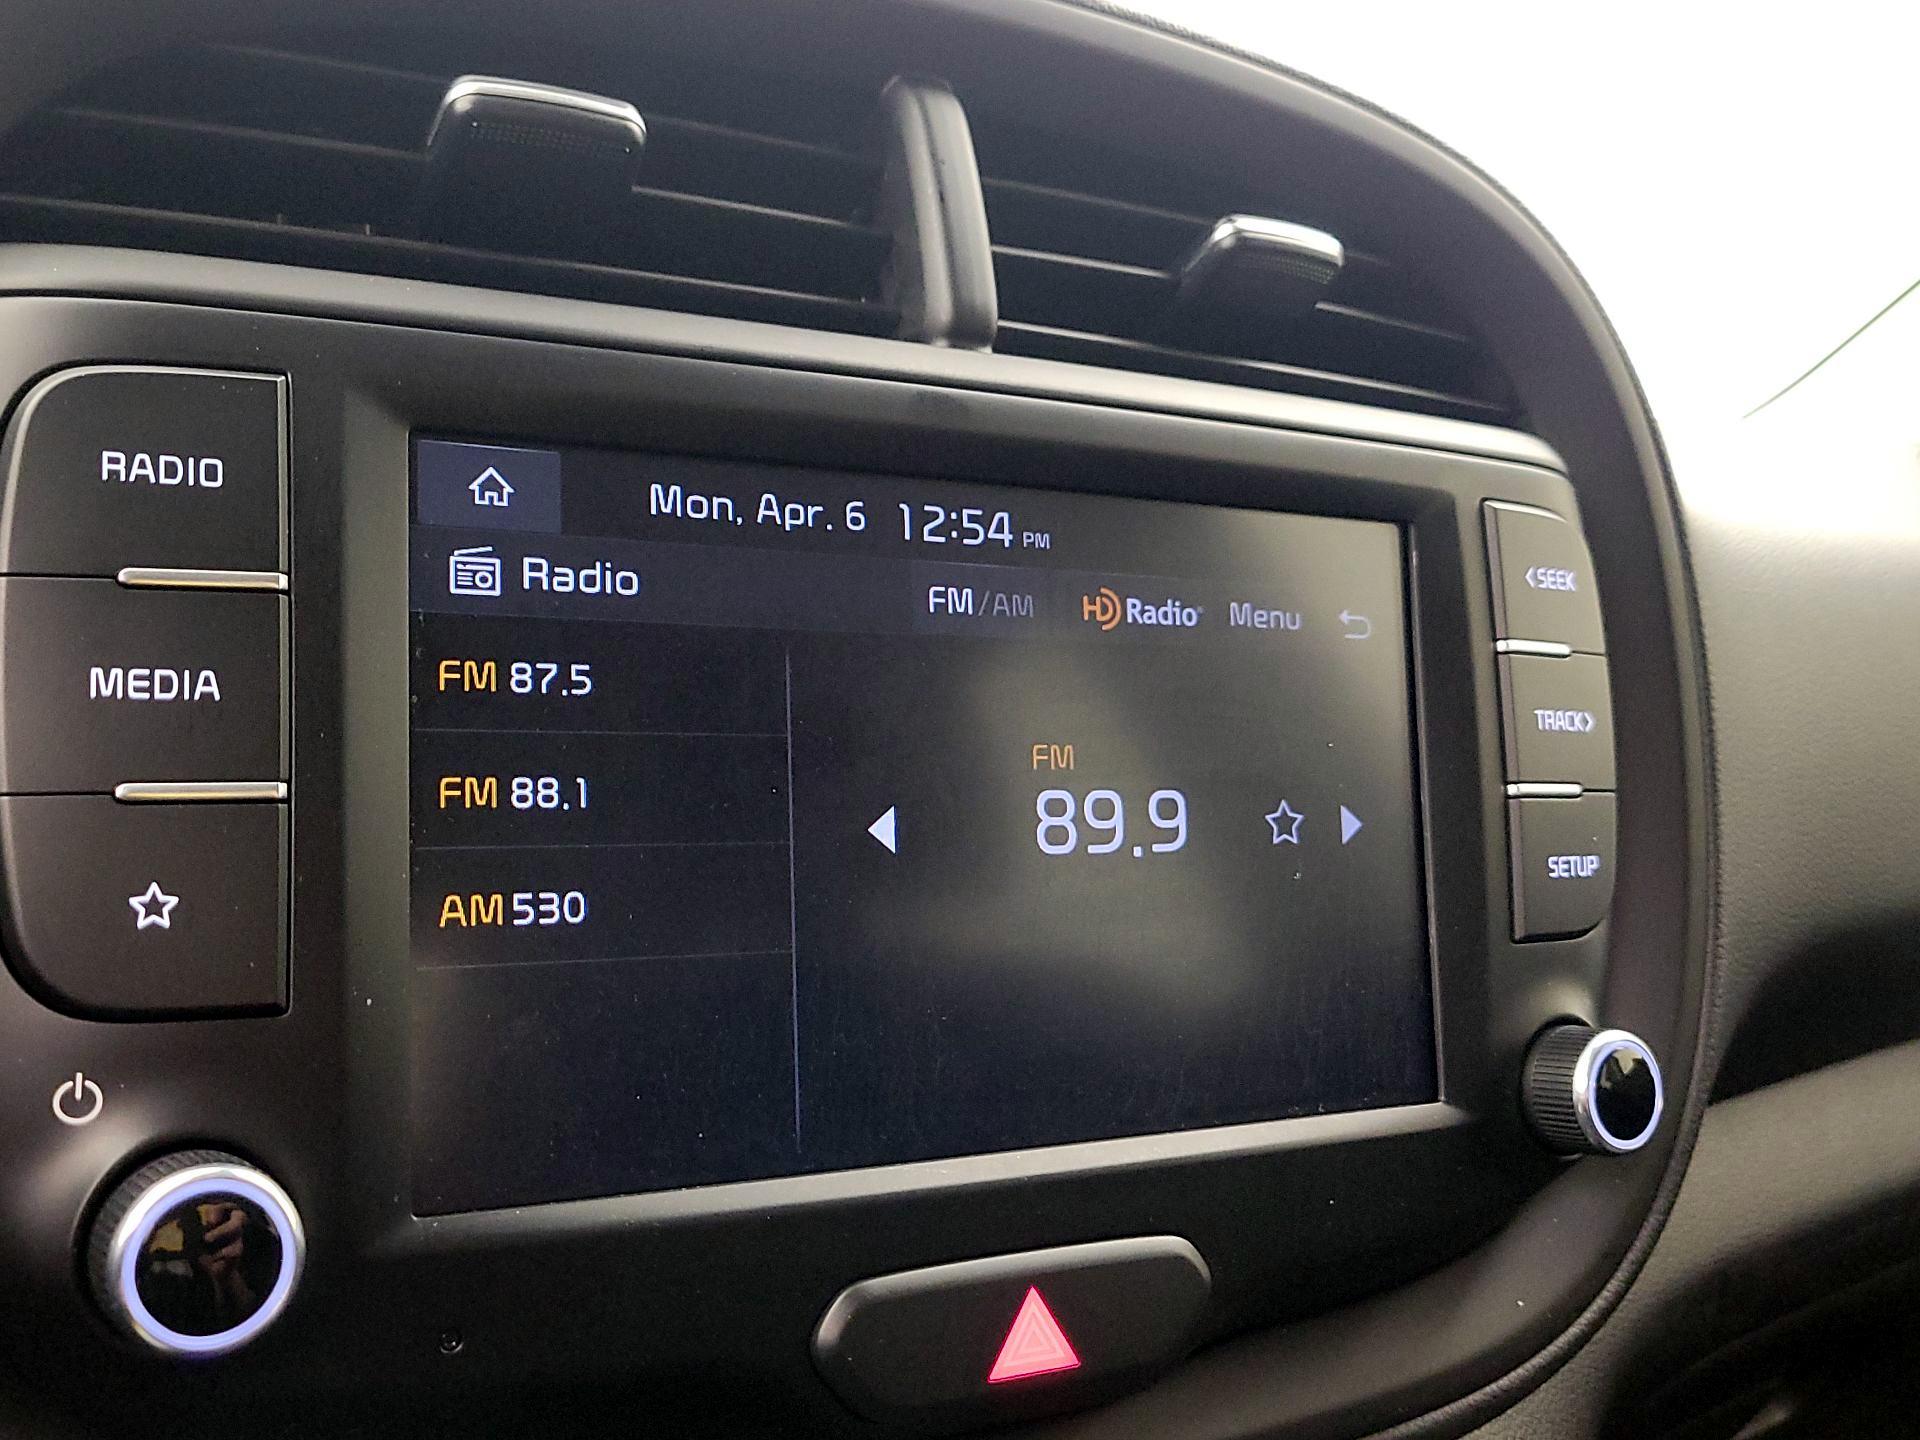 RADIO
MEDIA
Mon, Apr. 6 12:54 PM
Radio FM/AM HD Radio Menu
FM 87.5
FM 88.1
AM 530
FM
89.9
<SEEK
TRACK>
SETUP